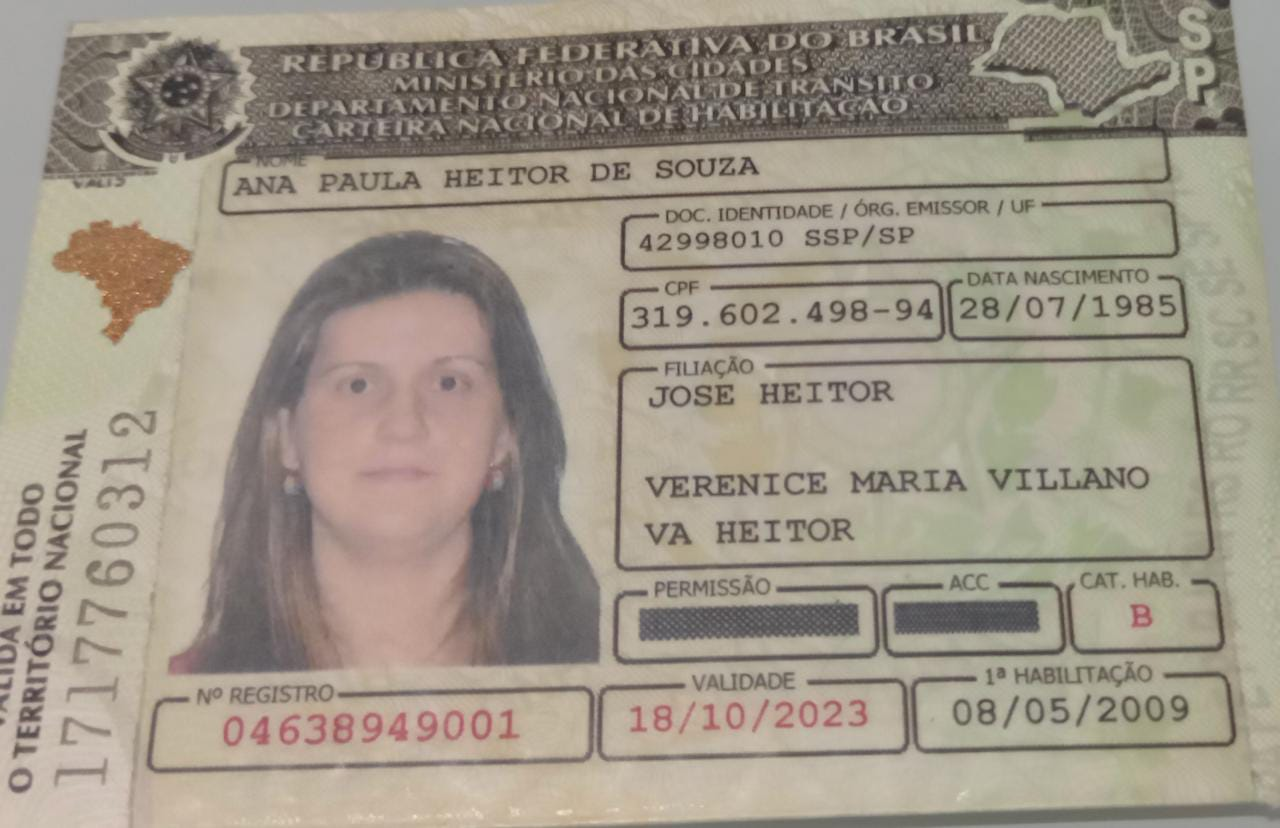 REPÚBLICA FEDERATIVA DO BRASIL
MINISTÉRIO DAS CIDADES
DEPARTAMENTO NACIONAL DE TRÂNSITO
CARTEIRA NACIONAL DE HABILITAÇÃO
SP
NOME
ANA PAULA HEITOR DE SOUZA
DOC. IDENTIDADE / ÓRG. EMISSOR / UF
42998010 SSP/SP
CPF
319.602.498-94
DATA NASCIMENTO
28/07/1985
FILIAÇÃO
JOSE HEITOR
VERENICE MARIA VILLANO
VA HEITOR
PERMISSÃO
ACC
CAT. HAB.
B
Nº REGISTRO
04638949001
VALIDADE
18/10/2023
1ª HABILITAÇÃO
08/05/2009
VÁLIDA EM TODO
O TERRITÓRIO NACIONAL
1717760312